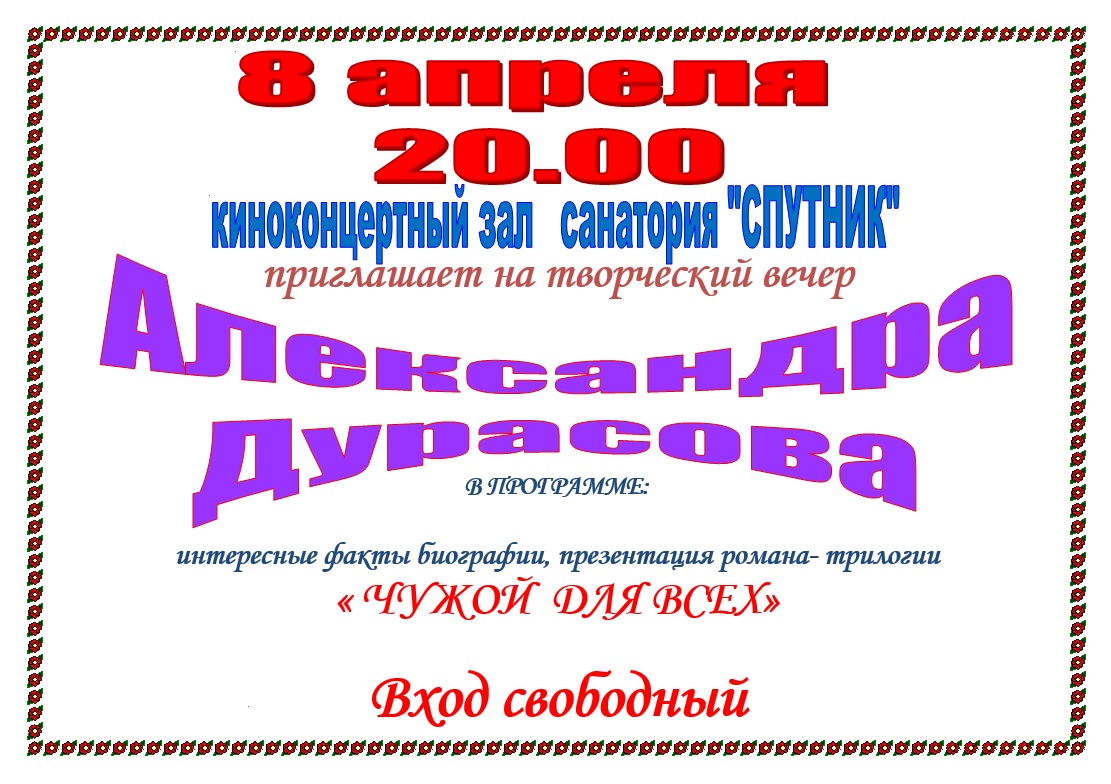 8 апреля
20.00
киноконцертный зал санатория "СПУТНИК"
приглашает на творческий вечер
Александра
Дурасова
В ПРОГРАММЕ:
интересные факты биографии, презентация романа- трилогии
« ЧУЖОЙ ДЛЯ ВСЕХ»
Вход свободный